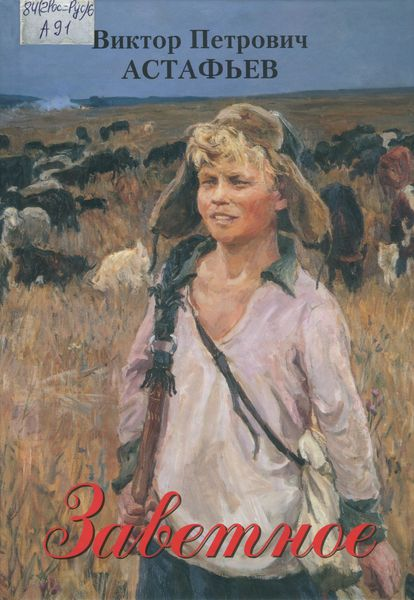 84(2Рос=Рус)6
А 91
Виктор Петрович
АСТАФЬЕВ
Заветное